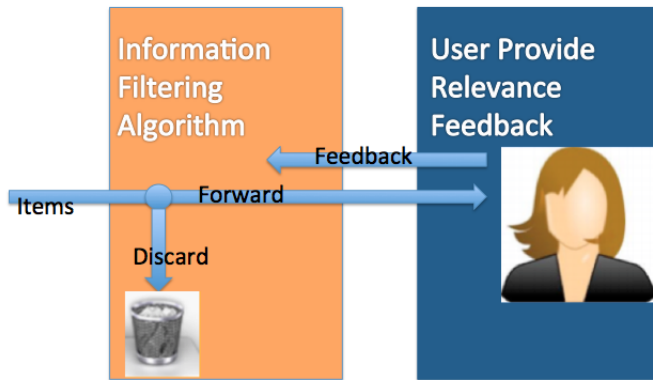 Information
Filtering
Algorithm
User Provide
Relevance
Feedback
Feedback
Forward
Items
Discard